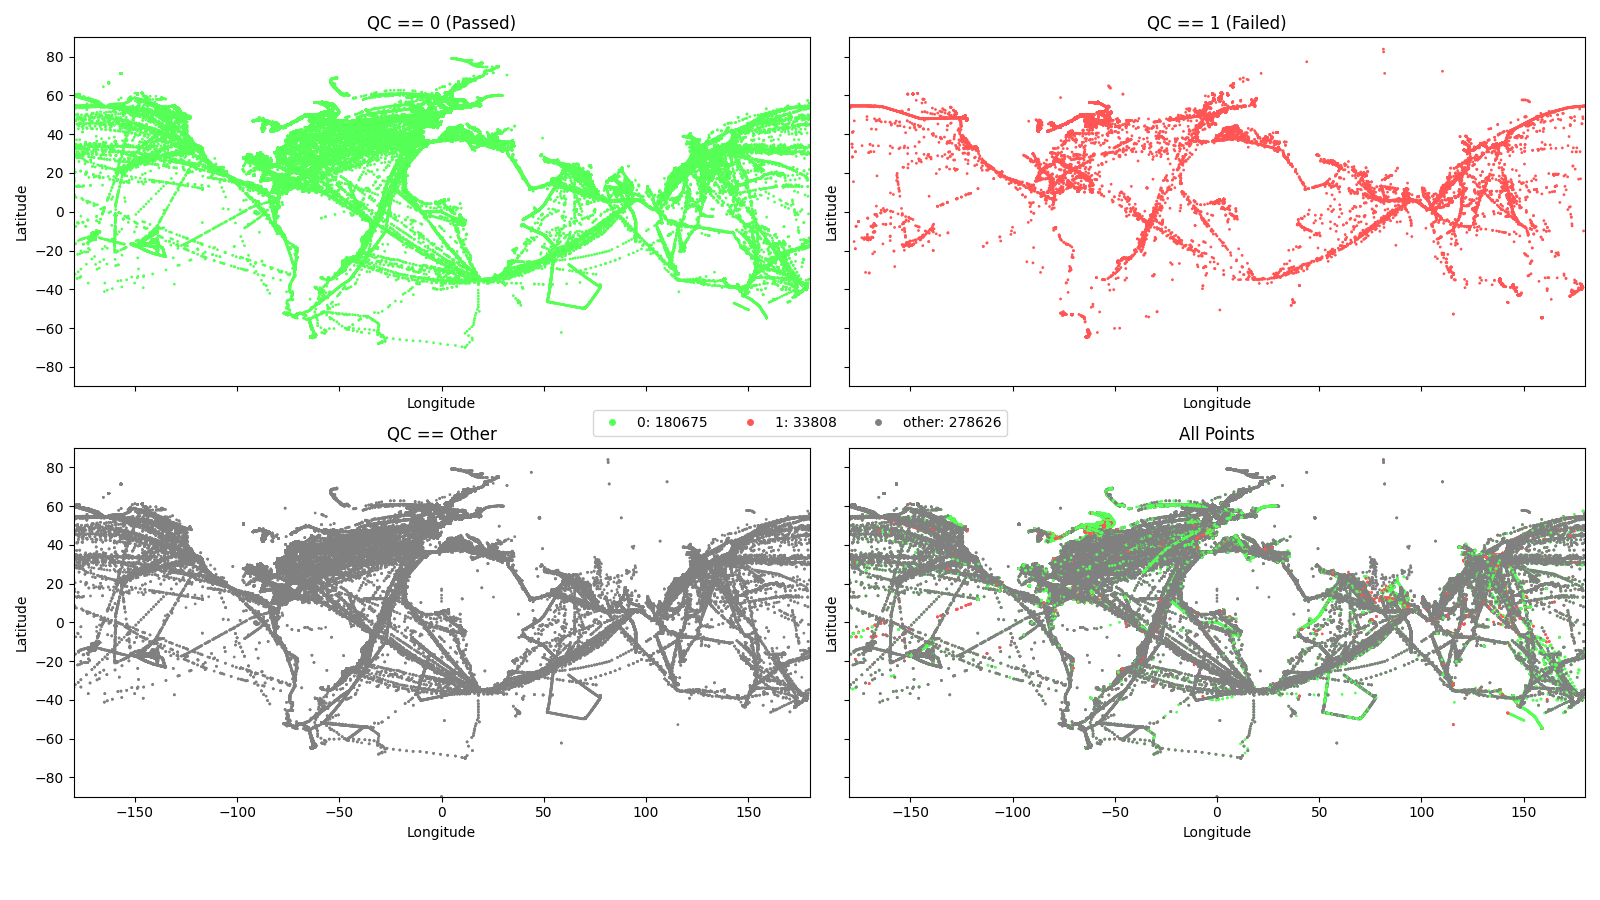 QC == 0 (Passed)
QC == 1 (Failed)
80
60
40
20
0
−20
−40
−60
−80
Latitude
Latitude
Longitude
Longitude
0: 180675 1: 33808 other: 278626
QC == Other
All Points
80
60
40
20
0
−20
−40
−60
−80
Latitude
Latitude
−150 −100 −50 0 50 100 150
−150 −100 −50 0 50 100 150
Longitude
Longitude